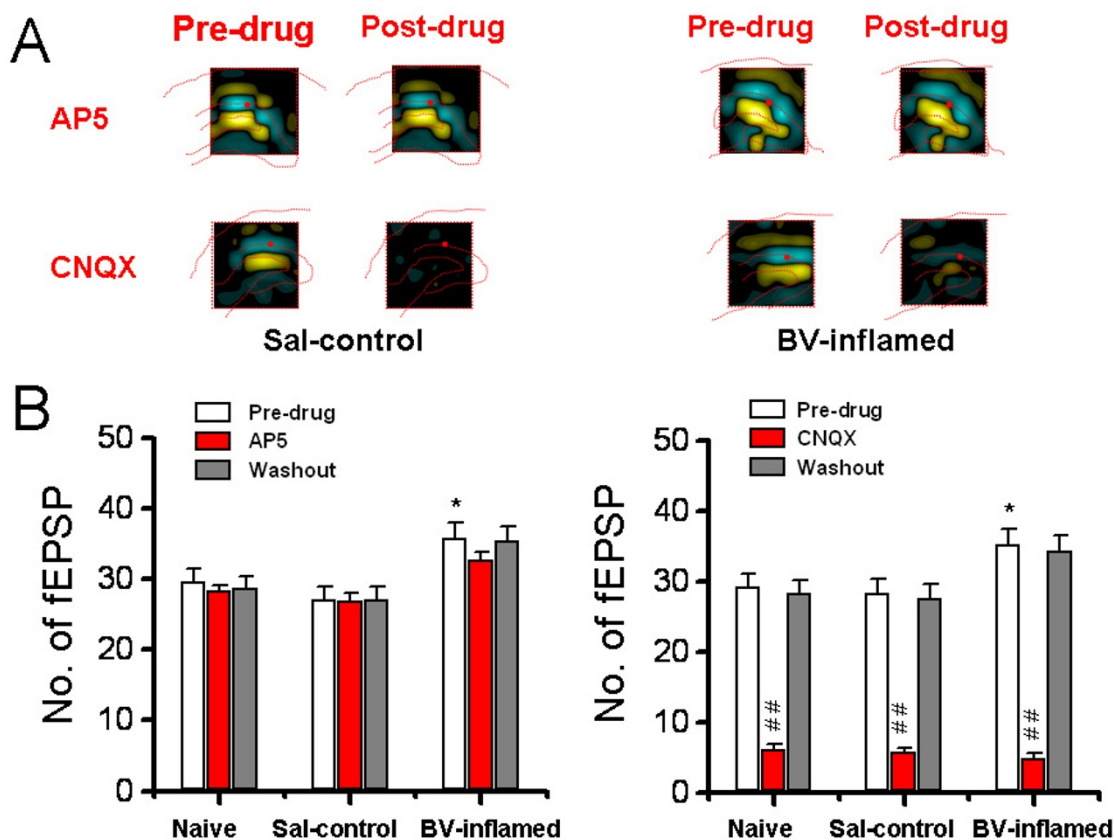 A
Pre-drug Post-drug Pre-drug Post-drug
AP5
CNQX
Sal-control BV-inflamed
B
Pre-drug
AP5
Washout
No. of fEPSP
50
40
30
20
10
0
*
Naive Sal-control BV-inflamed
Pre-drug
CNQX
Washout
No. of fEPSP
50
40
30
20
10
0
*
## ## ##
Naive Sal-control BV-inflamed